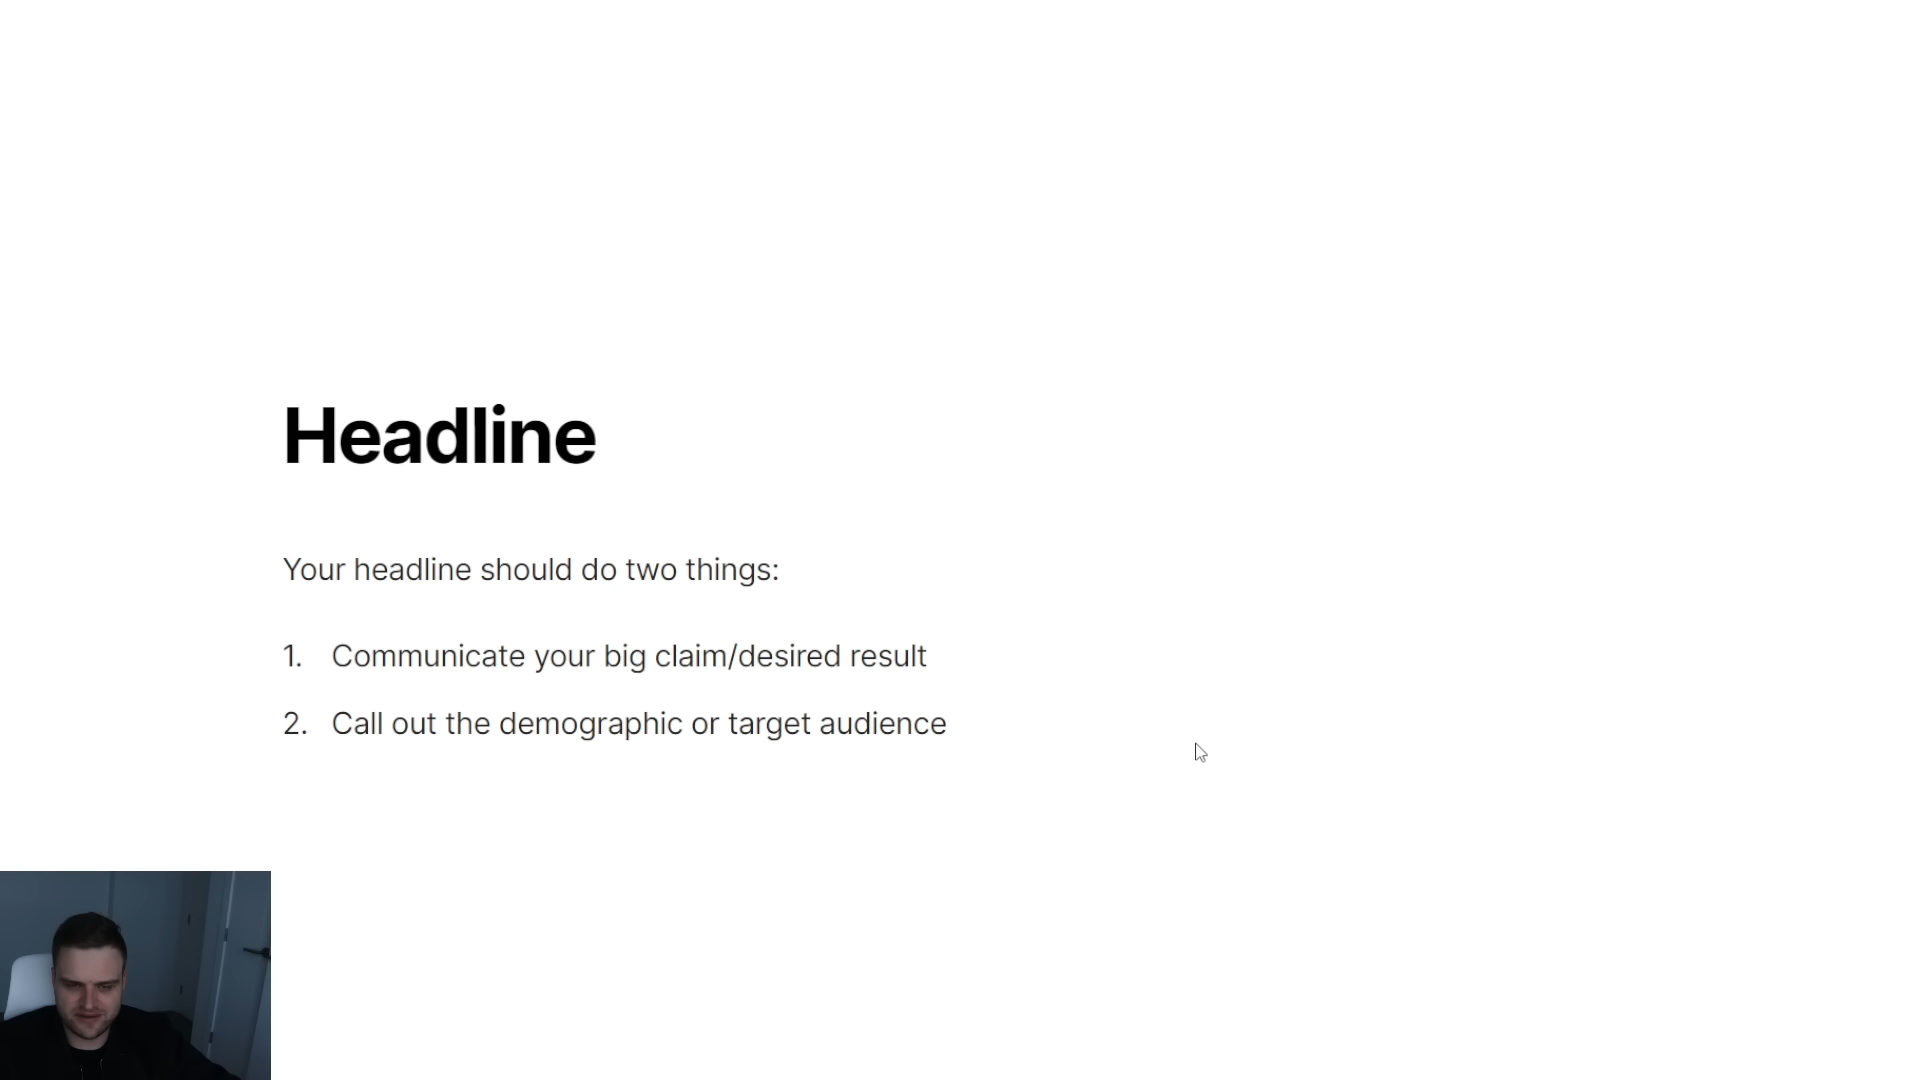 Headline
Your headline should do two things:
1. Communicate your big claim/desired result
2. Call out the demographic or target audience